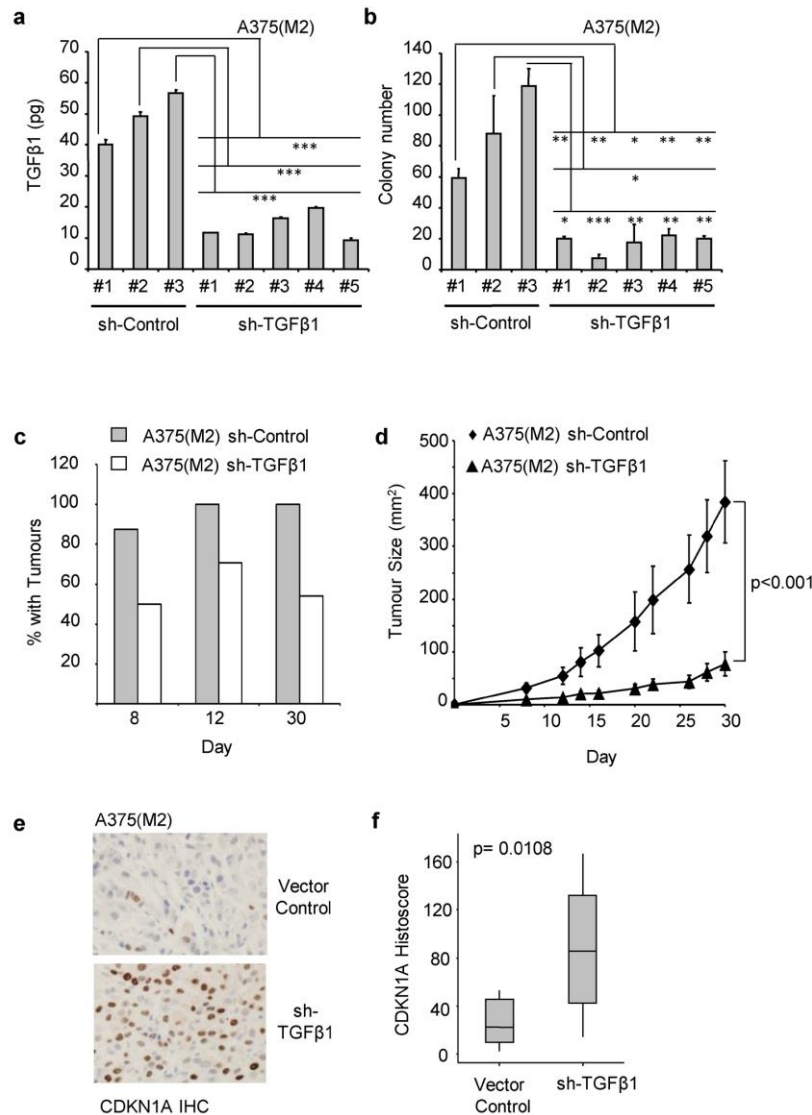 a
A375(M2)
70
60
50
40
30
20
10
0
TGFβ1 (pg)
***
***
***
#1 #2 #3 #1 #2 #3 #4 #5
sh-Control sh-TGFβ1
b
A375(M2)
140
120
100
80
60
40
20
0
Colony number
** ** * ** **
*
* *** ** ** **
#1 #2 #3 #1 #2 #3 #4 #5
sh-Control sh-TGFβ1
c
A375(M2) sh-Control
A375(M2) sh-TGFβ1
120
100
80
60
40
20
% with Tumours
8 12 30
Day
d
A375(M2) sh-Control
A375(M2) sh-TGFβ1
500
400
300
200
100
0
Tumour Size (mm²)
p<0.001
5 10 15 20 25 30
Day
e
A375(M2)
Vector
Control
sh-
TGFβ1
CDKN1A IHC
f
p= 0.0108
160
120
80
40
0
CDKN1A Histoscore
Vector
Control
sh-TGFβ1